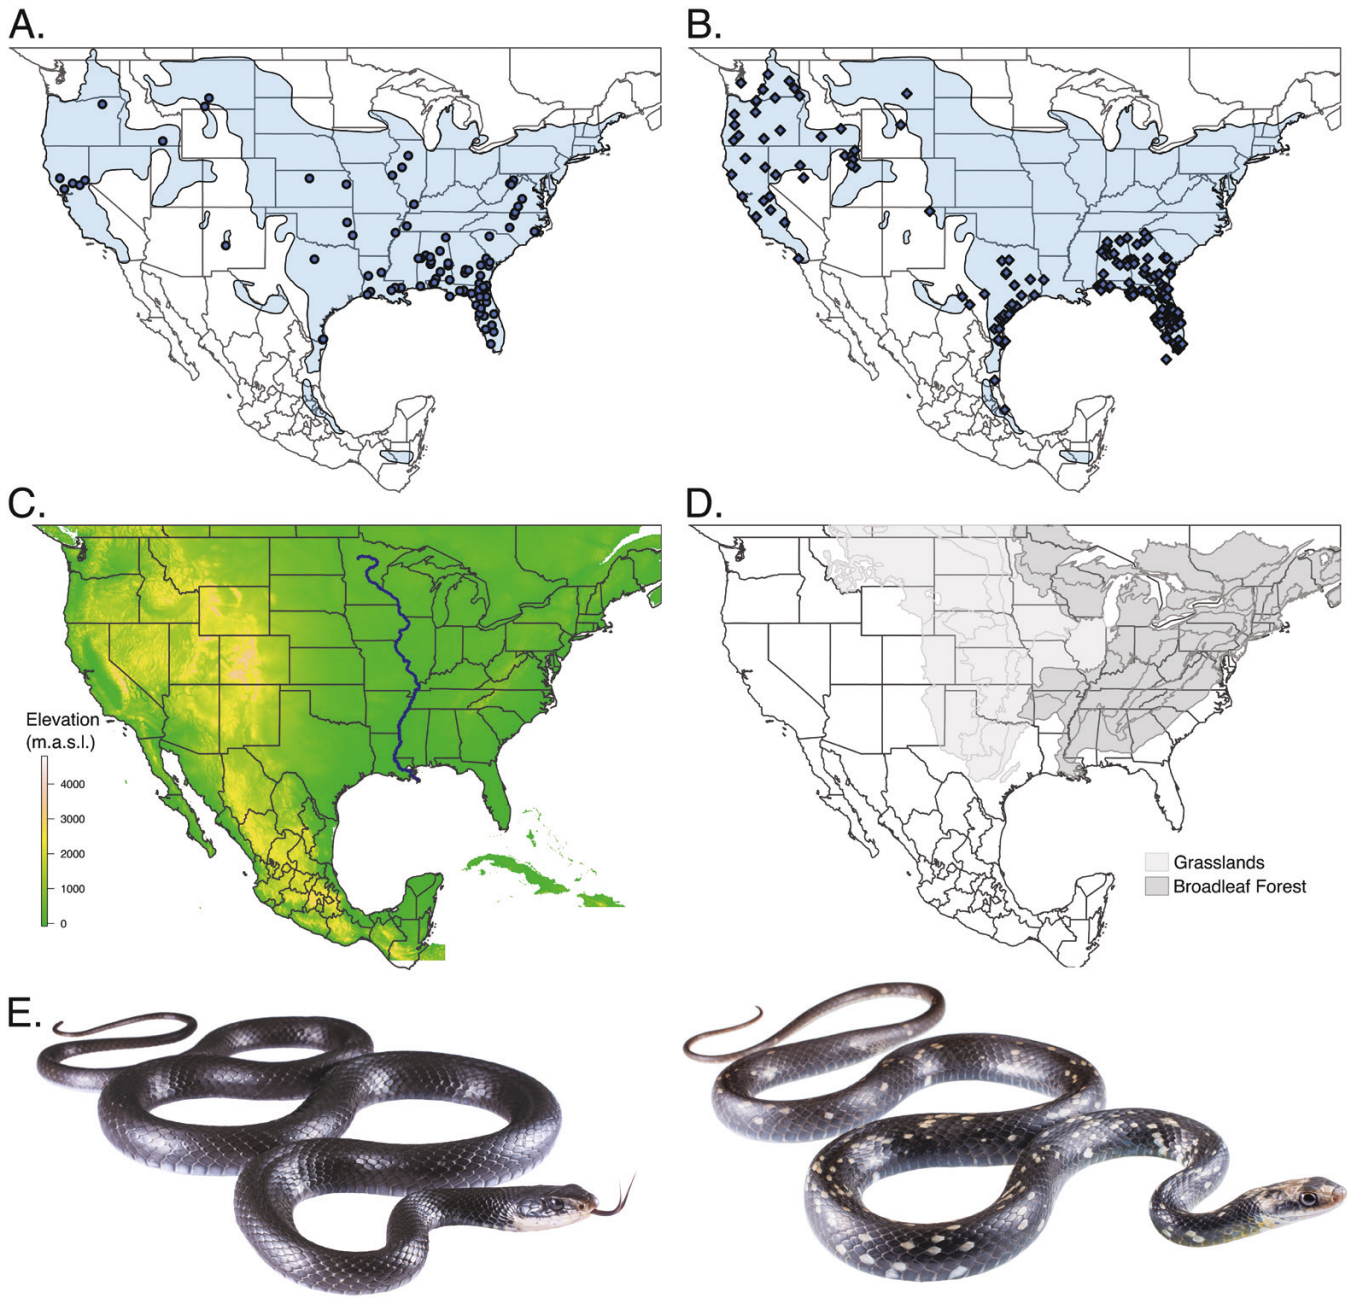 A.
B.
C.
D.
Elevation
(m.a.s.l.)
4000
3000
2000
1000
0
Grasslands
Broadleaf Forest
E.